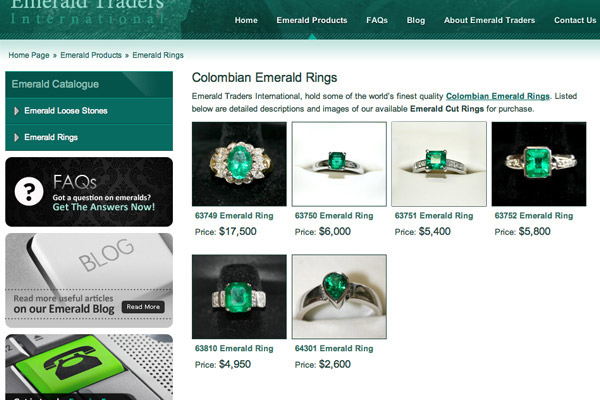 Emerald Traders
International
Home Emerald Products FAQs Blog About Emerald Traders Contact Us
Home Page » Emerald Products » Emerald Rings
Emerald Catalogue
Emerald Loose Stones
Emerald Rings
FAQs
Got a question on emeralds?
Get The Answers Now!
BLOG
Read more useful articles
on our Emerald Blog
Read More
Colombian Emerald Rings
Emerald Traders International, hold some of the world's finest quality Colombian Emerald Rings. Listed
below are detailed descriptions and images of our available Emerald Cut Rings for purchase.
63749 Emerald Ring
Price: $17,500
63750 Emerald Ring
Price: $6,000
63751 Emerald Ring
Price: $5,400
63752 Emerald Ring
Price: $5,800
63810 Emerald Ring
Price: $4,950
64301 Emerald Ring
Price: $2,600